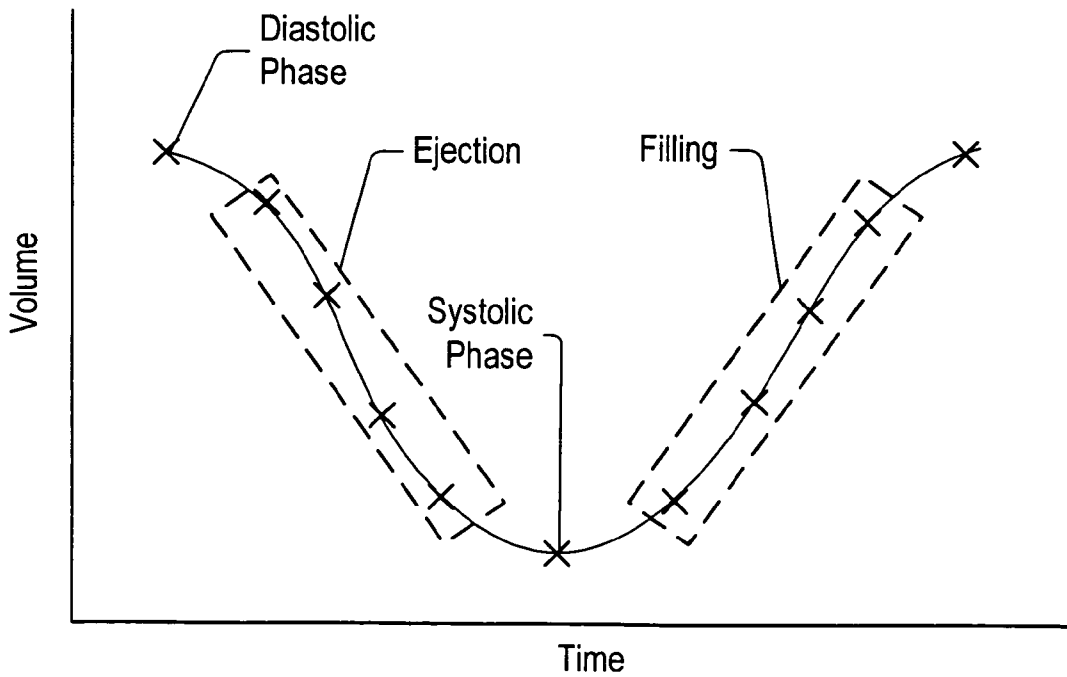 Diastolic
Phase
Ejection
Filling
Systolic
Phase
Volume
Time